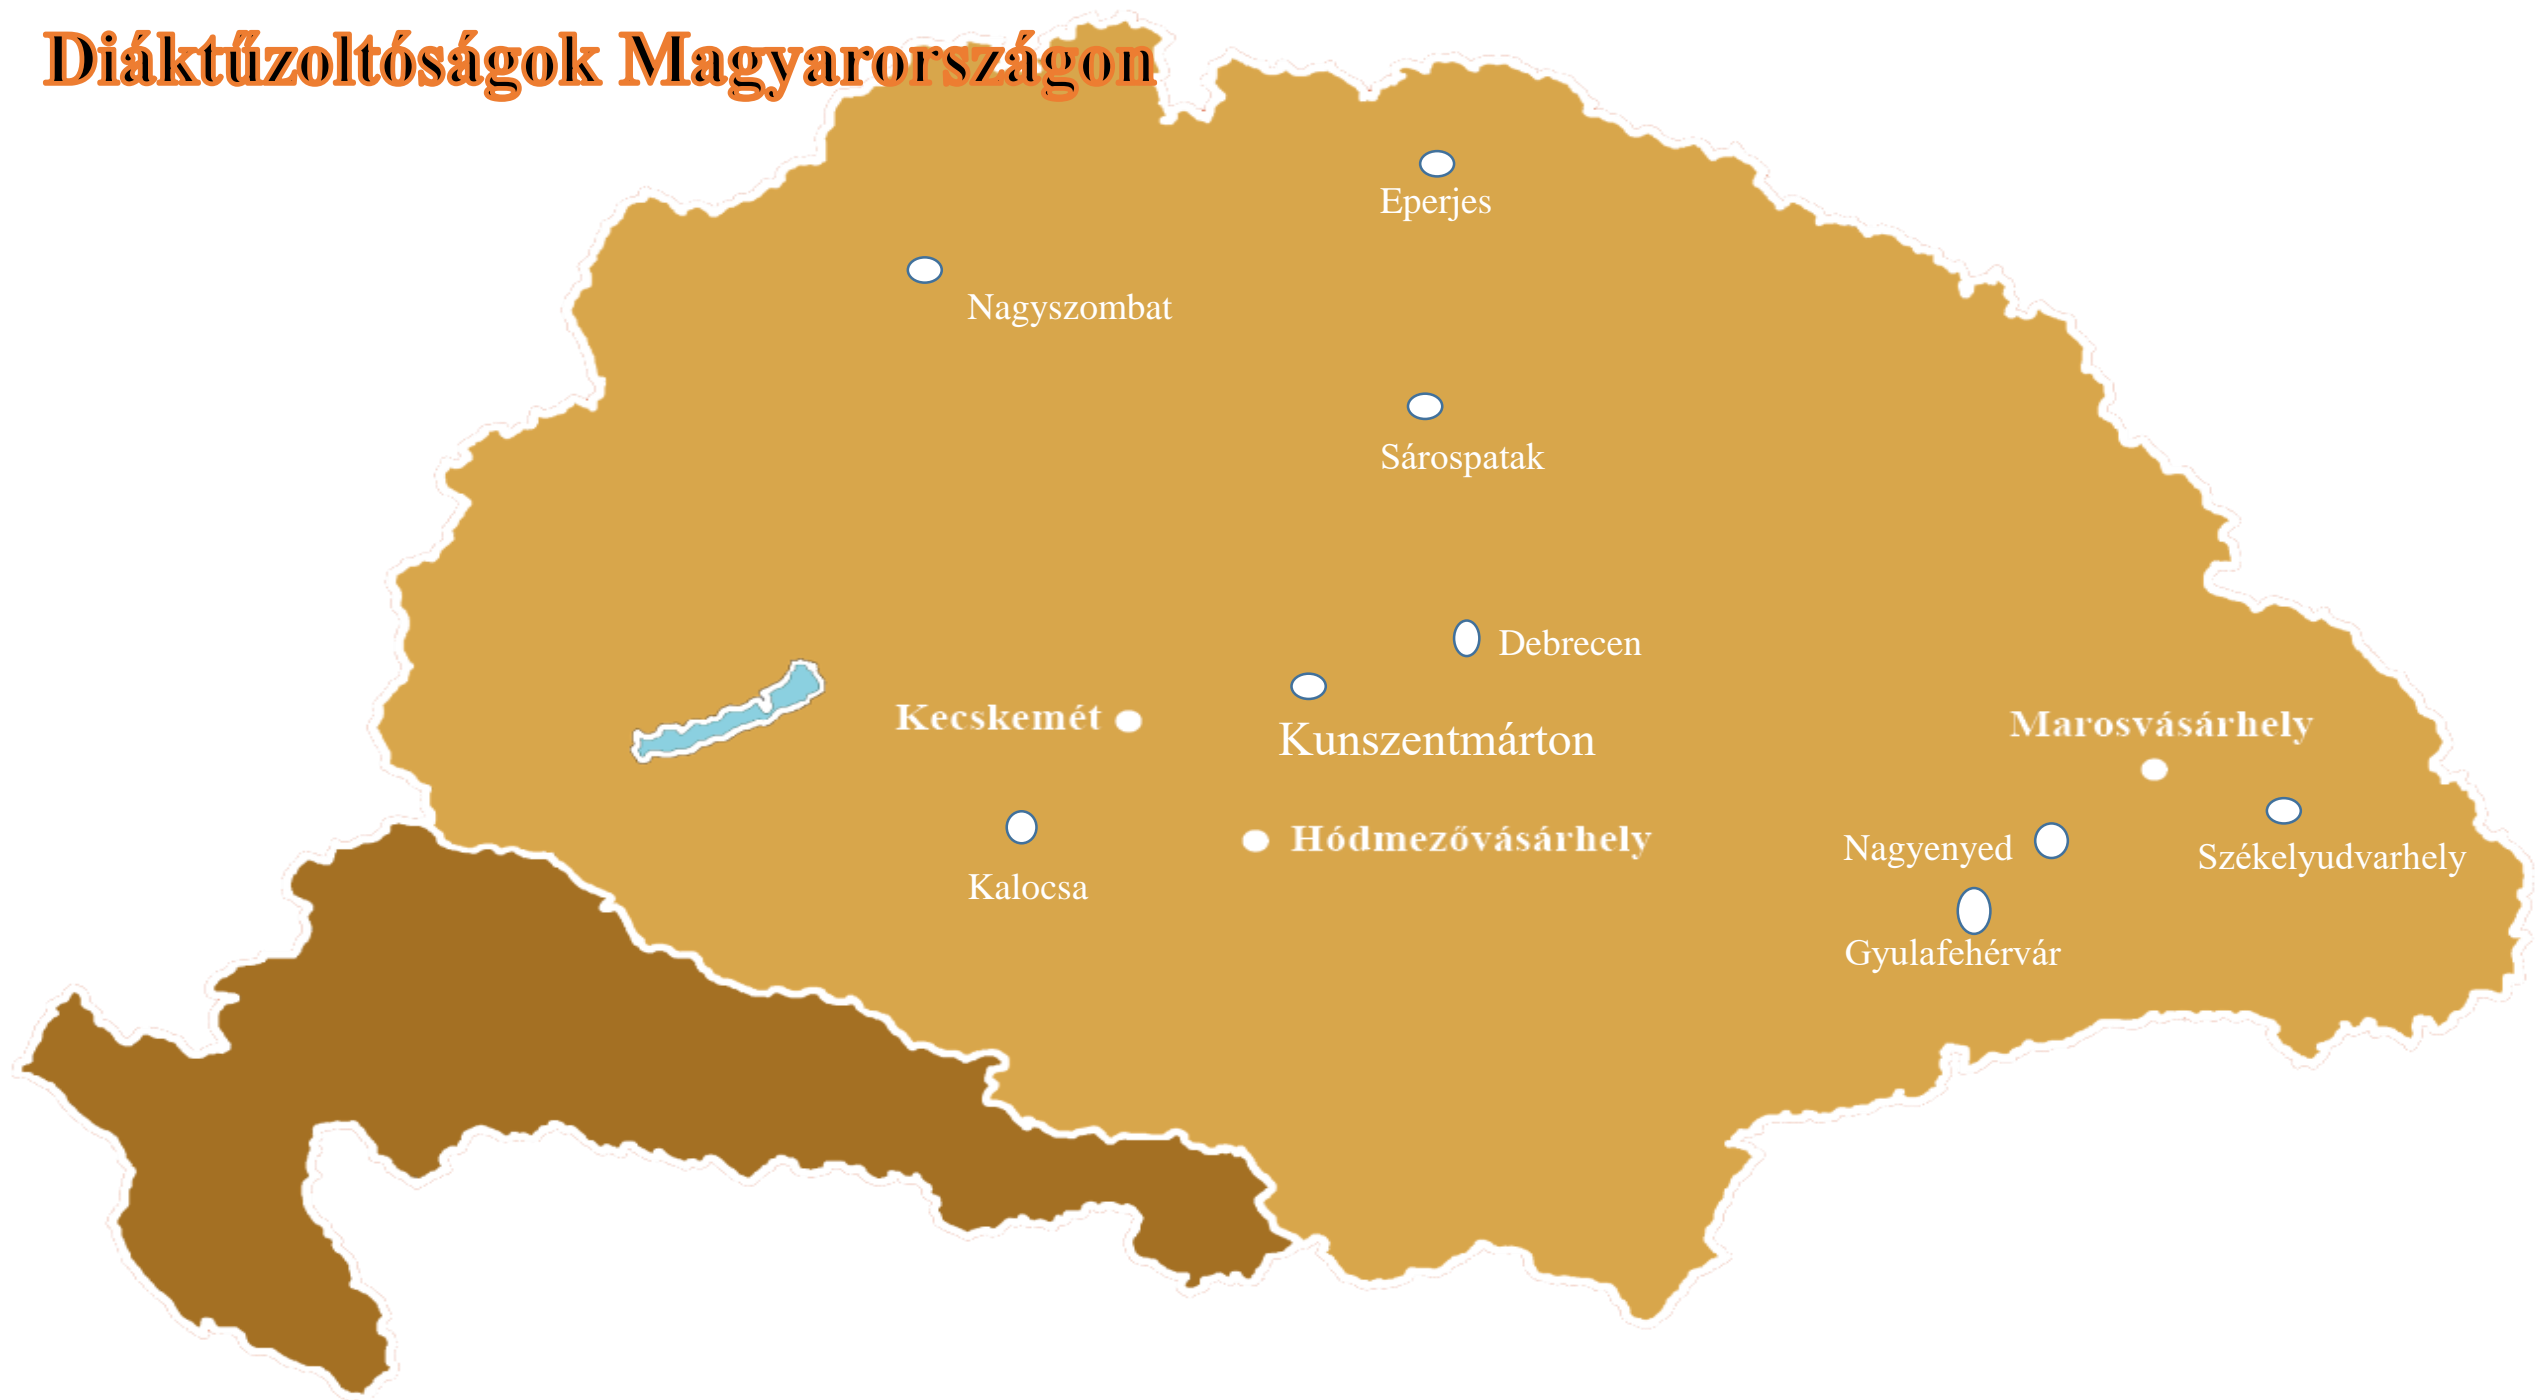 Diáktűzoltóságok Magyarországon
Eperjes
Nagyszombat
Sárospatak
Debrecen
Kecskemét
Kunszentmárton
Marosvásárhely
Hódmezővásárhely
Nagyenyed
Székelyudvarhely
Kalocsa
Gyulafehérvár